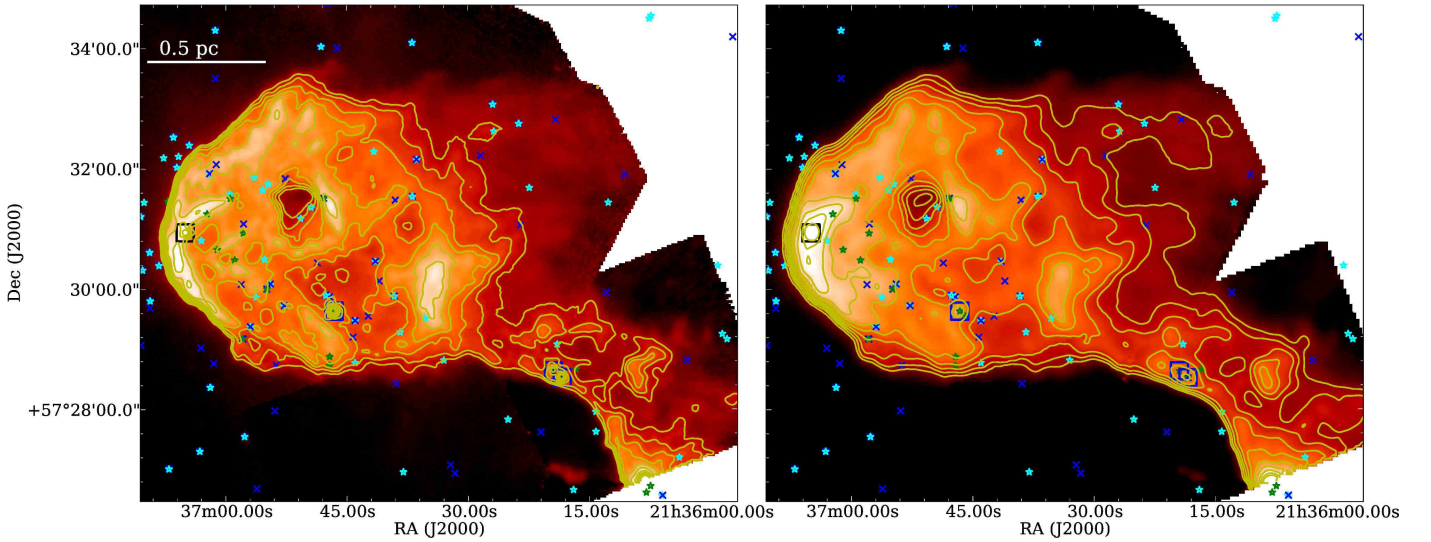 0.5 pc
34'00.0"
32'00.0"
30'00.0"
+57°28'00.0"
Dec (J2000)
37m00.00s 45.00s 30.00s 15.00s 21h36m00.00s
RA (J2000)
37m00.00s 45.00s 30.00s 15.00s 21h36m00.00s
RA (J2000)